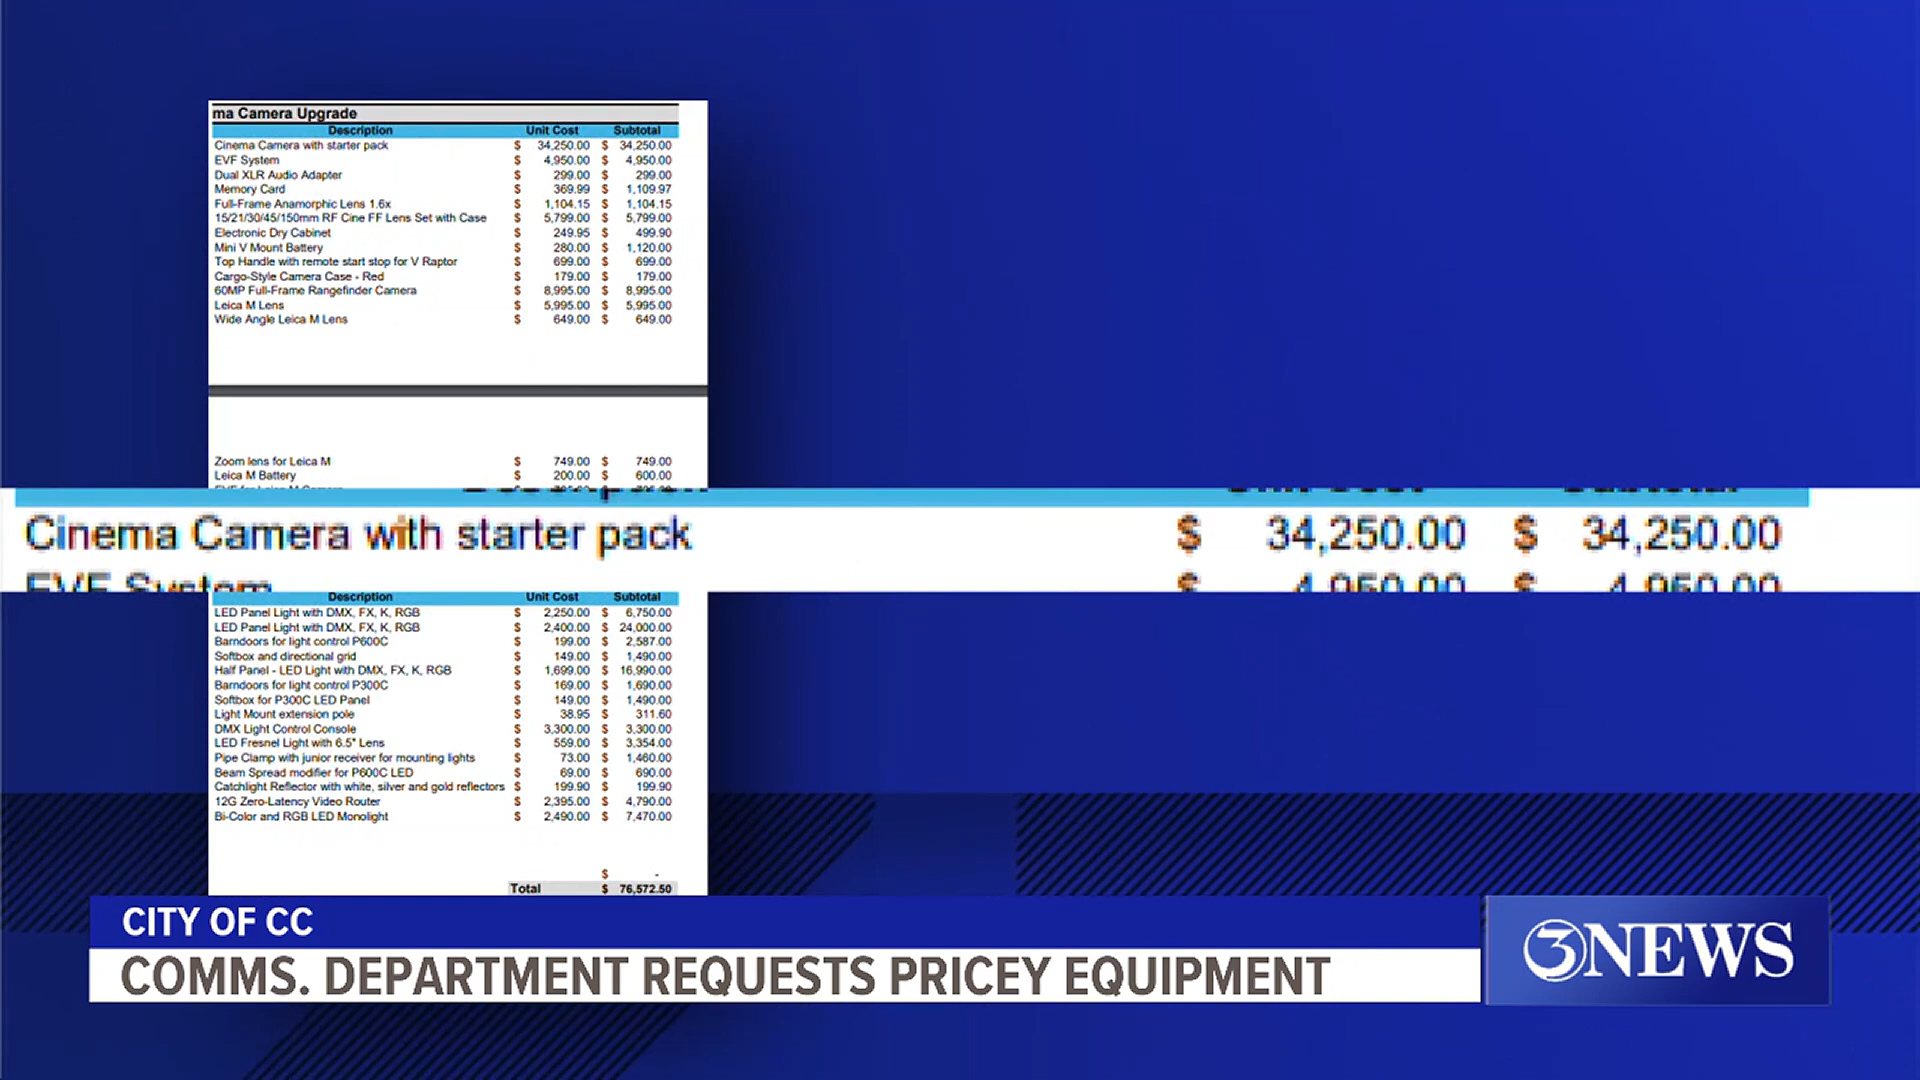 ma Camera Upgrade
Description Unit Cost Subtotal
Cinema Camera with starter pack $ 34,250.00 $ 34,250.00
EVF System $ 4,950.00 $ 4,950.00
Dual XLR Audio Adapter $ 299.00 $ 299.00
Memory Card $ 369.99 $ 1,109.97
Full-Frame Anamorphic Lens 1.6x $ 1,104.15 $ 1,104.15
15/21/30/45/150mm RF Cine FF Lens Set with Case $ 5,799.00 $ 5,799.00
Electronic Dry Cabinet $ 249.95 $ 499.90
Mini V Mount Battery $ 280.00 $ 1,120.00
Top Handle with remote start stop for V Raptor $ 699.00 $ 699.00
Cargo-Style Camera Case - Red $ 179.00 $ 179.00
60MP Full-Frame Rangefinder Camera $ 8,995.00 $ 8,995.00
Leica M Lens $ 5,995.00 $ 5,995.00
Wide Angle Leica M Lens $ 649.00 $ 649.00
Zoom lens for Leica M $ 749.00 $ 749.00
Leica M Battery $ 200.00 $ 600.00
Cinema Camera with starter pack $ 34,250.00 $ 34,250.00
EVF System $ 4,950.00 $ 4,950.00
Description Unit Cost Subtotal
LED Panel Light with DMX, FX, K, RGB $ 2,250.00 $ 6,750.00
LED Panel Light with DMX, FX, K, RGB $ 2,400.00 $ 24,000.00
Barndoors for light control P600C $ 199.00 $ 2,587.00
Softbox and directional grid $ 149.00 $ 1,490.00
Half Panel - LED Light with DMX, FX, K, RGB $ 1,699.00 $ 16,990.00
Barndoors for light control P300C $ 169.00 $ 1,690.00
Softbox for P300C LED Panel $ 149.00 $ 1,490.00
Light Mount extension pole $ 38.95 $ 311.60
DMX Light Control Console $ 3,300.00 $ 3,300.00
LED Fresnel Light with 6.5" Lens $ 559.00 $ 3,354.00
Pipe Clamp with junior receiver for mounting lights $ 73.00 $ 1,460.00
Beam Spread modifier for P600C LED $ 69.00 $ 690.00
Catchlight Reflector with white, silver and gold reflectors $ 199.90 $ 199.90
12G Zero-Latency Video Router $ 2,395.00 $ 4,790.00
Bi-Color and RGB LED Monolight $ 2,490.00 $ 7,470.00
$ -
Total $ 76,572.50
CITY OF CC
COMMS. DEPARTMENT REQUESTS PRICEY EQUIPMENT
3NEWS